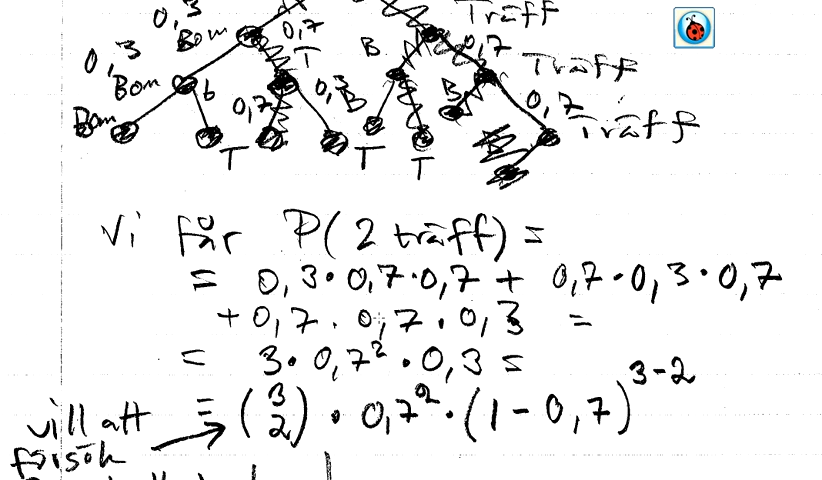 0,3 Träff
0,3 Bom 0,7 B 0,7
Bom T Träff
Bom b 0,7 0,3 B B 0,7
T T T Träff
Vi får P(2 träff) =
= 0,3·0,7·0,7 + 0,7·0,3·0,7
+ 0,7·0,7·0,3 =
= 3·0,7²·0,3 =
vill att = (3 2)·0,7²·(1-0,7)^3-2
försök